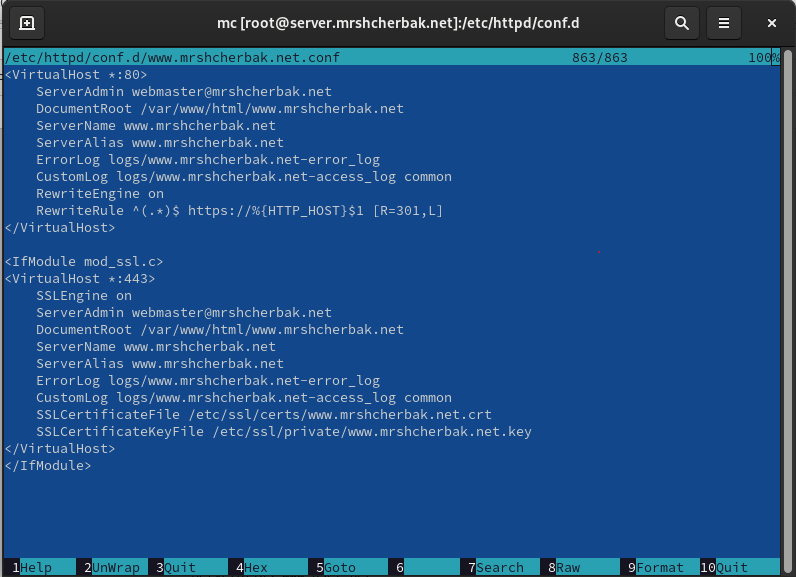 mc [root@server.mrshcherbak.net]:/etc/httpd/conf.d
/etc/httpd/conf.d/www.mrshcherbak.net.conf 863/863 100%
<VirtualHost *:80>
    ServerAdmin webmaster@mrshcherbak.net
    DocumentRoot /var/www/html/www.mrshcherbak.net
    ServerName www.mrshcherbak.net
    ServerAlias www.mrshcherbak.net
    ErrorLog logs/www.mrshcherbak.net-error_log
    CustomLog logs/www.mrshcherbak.net-access_log common
    RewriteEngine on
    RewriteRule ^(.*)$ https://%{HTTP_HOST}$1 [R=301,L]
</VirtualHost>

<IfModule mod_ssl.c>
<VirtualHost *:443>
    SSLEngine on
    ServerAdmin webmaster@mrshcherbak.net
    DocumentRoot /var/www/html/www.mrshcherbak.net
    ServerName www.mrshcherbak.net
    ServerAlias www.mrshcherbak.net
    ErrorLog logs/www.mrshcherbak.net-error_log
    CustomLog logs/www.mrshcherbak.net-access_log common
    SSLCertificateFile /etc/ssl/certs/www.mrshcherbak.net.crt
    SSLCertificateKeyFile /etc/ssl/private/www.mrshcherbak.net.key
</VirtualHost>
</IfModule>
1Help 2UnWrap 3Quit 4Hex 5Goto 6 7Search 8Raw 9Format 10Quit